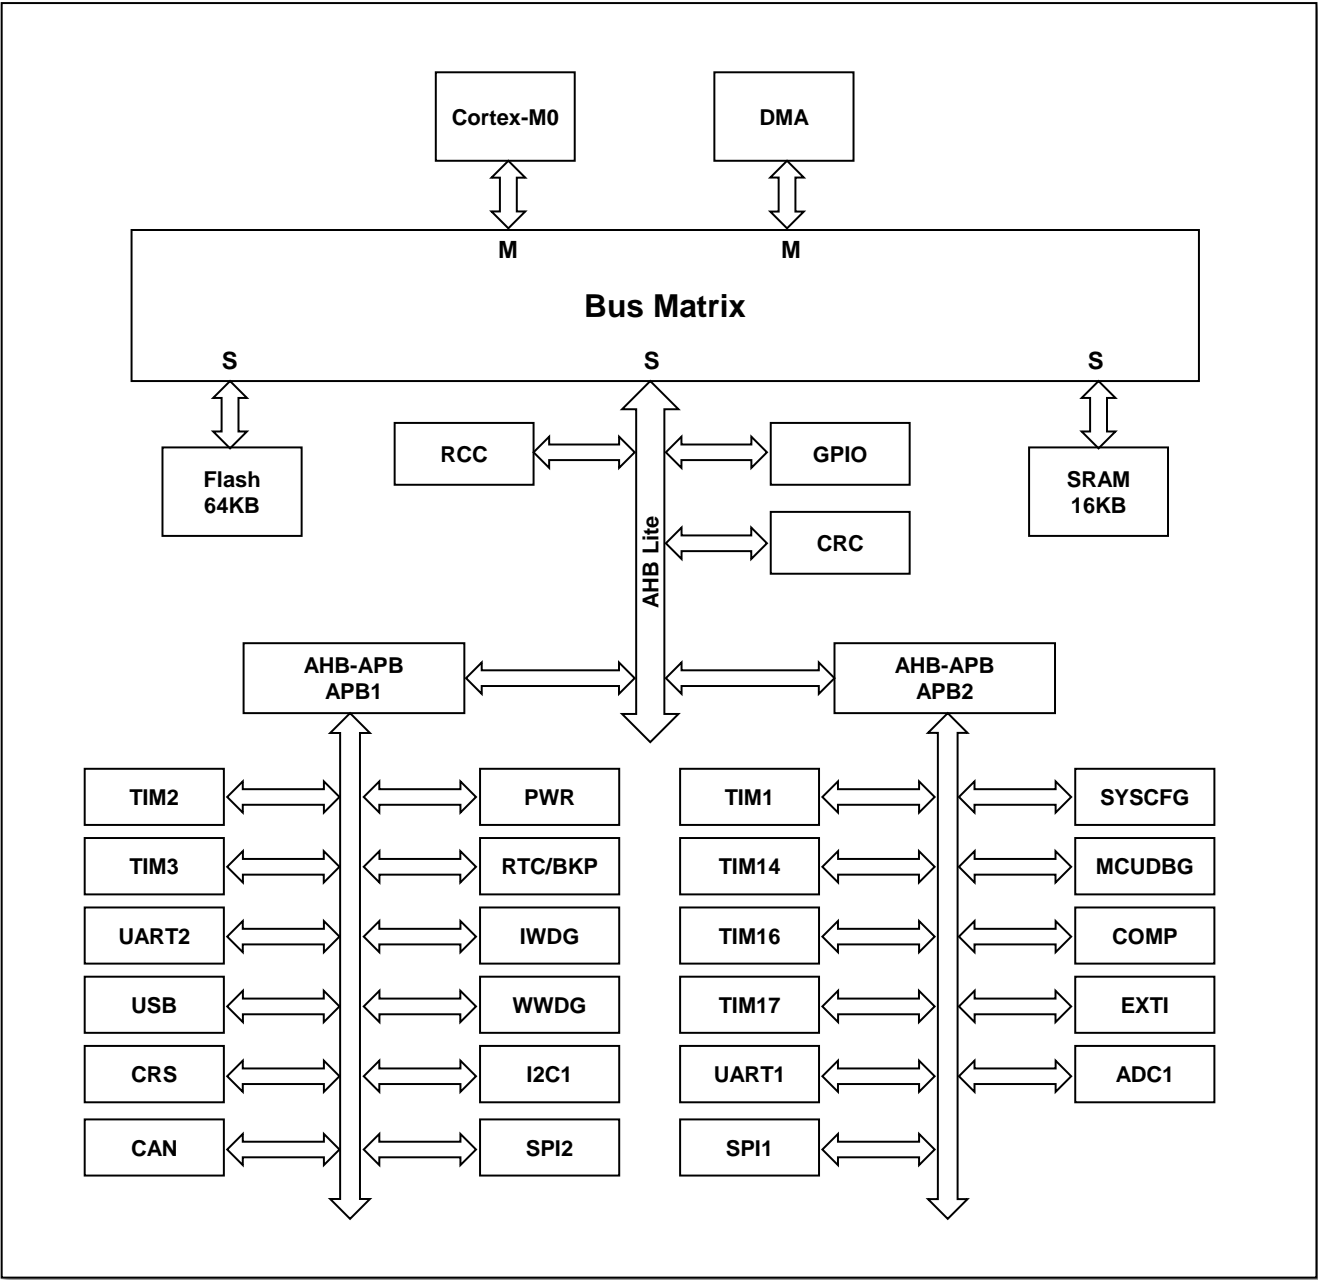 Cortex-M0
DMA
M
M
Bus Matrix
S
S
S
RCC
GPIO
Flash
64KB
SRAM
16KB
CRC
AHB Lite
AHB-APB
APB1
AHB-APB
APB2
TIM2
PWR
TIM1
SYSCFG
TIM3
RTC/BKP
TIM14
MCUDBG
UART2
IWDG
TIM16
COMP
USB
WWDG
TIM17
EXTI
CRS
I2C1
UART1
ADC1
CAN
SPI2
SPI1